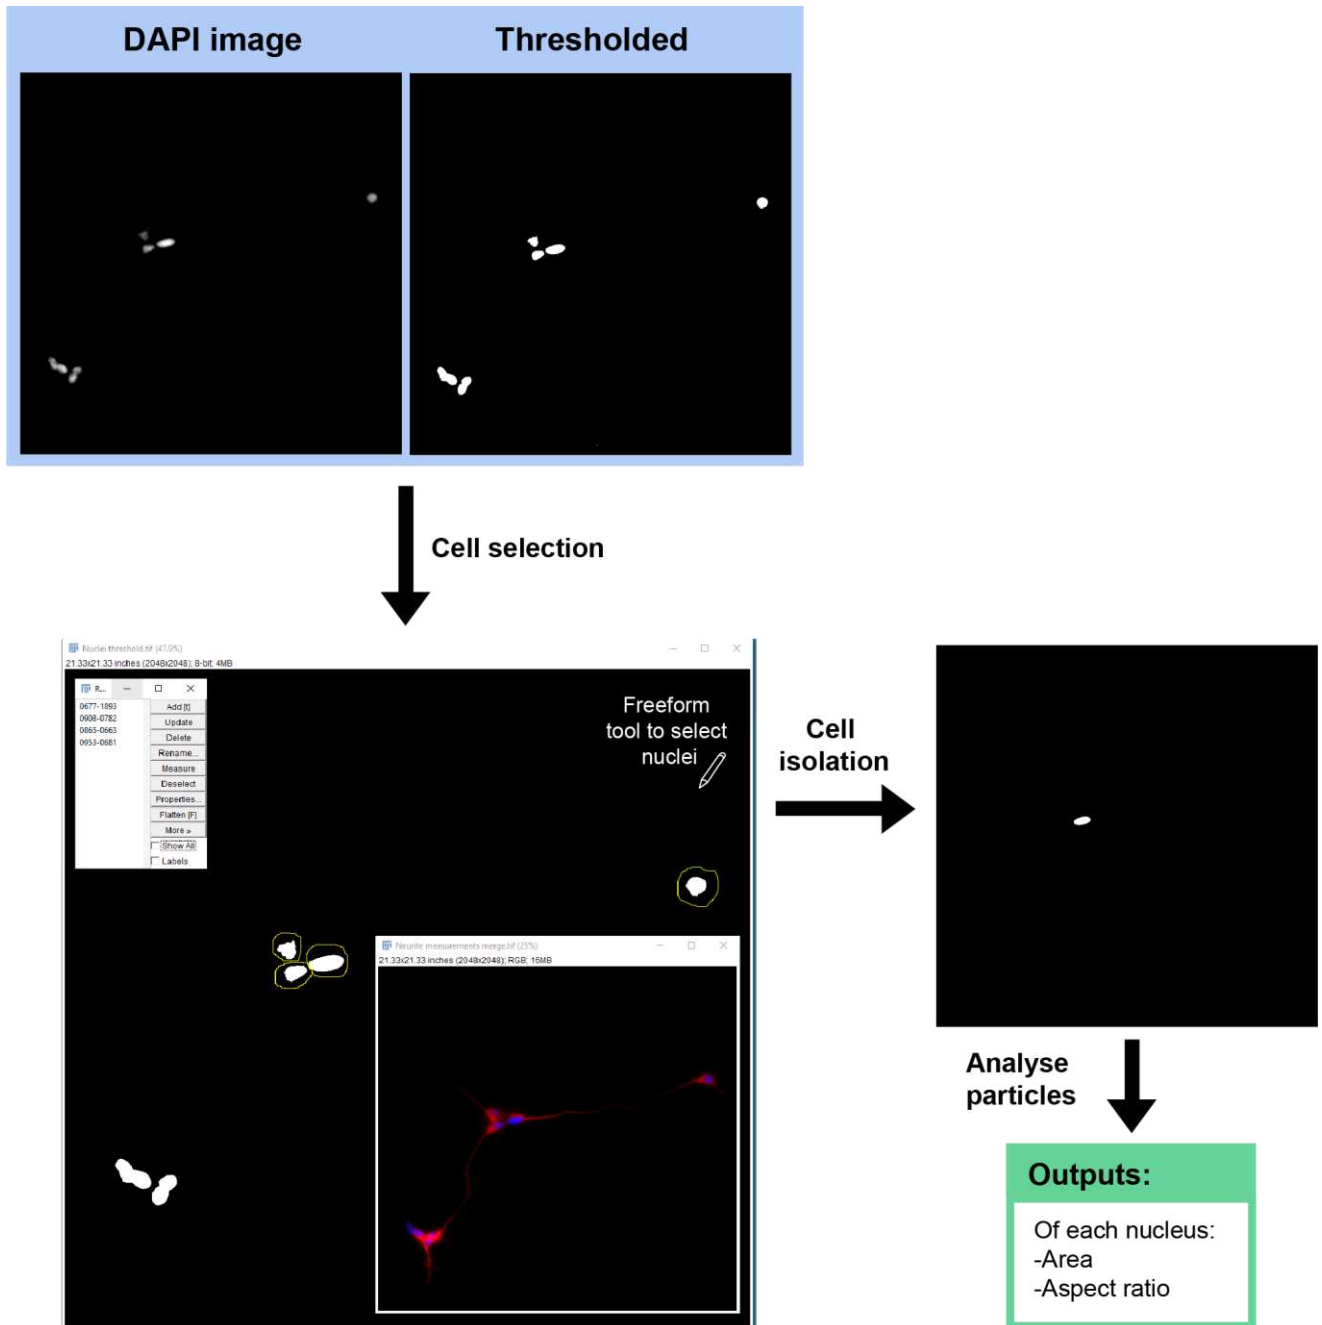 DAPI image
Thresholded
Cell selection
Nuclei threshold.tif (47.9%)
21.33x21.33 inches (2048x2048); 8-bit; 4MB
R...
0677-1893
0908-0782
0865-0663
0953-0681
Add [t]
Update
Delete
Rename...
Measure
Deselect
Properties...
Flatten [F]
More »
Show All
Labels
Freeform
tool to select
nuclei
Neurite measurements merge.tif (25%)
21.33x21.33 inches (2048x2048); RGB; 16MB
Cell
isolation
Analyse
particles
Outputs:
Of each nucleus:
-Area
-Aspect ratio